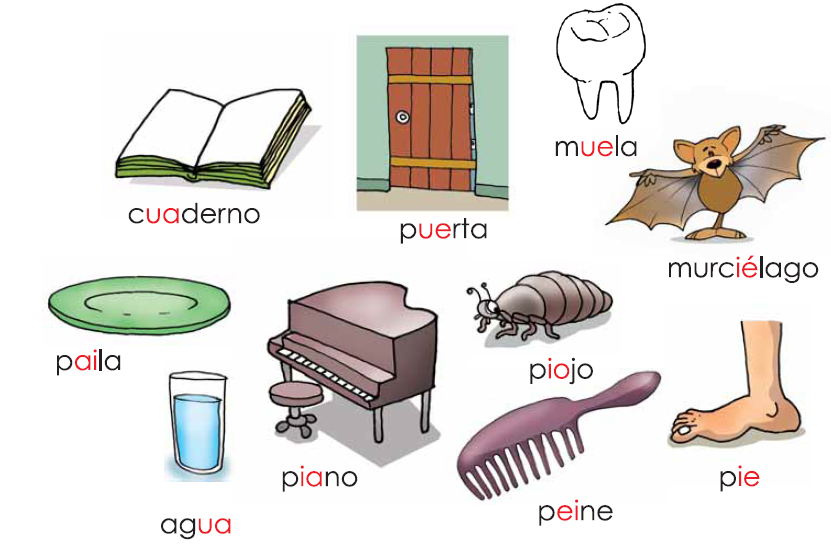 muela
cuaderno
puerta
murciélago
paila
piojo
piano
pie
peine
agua